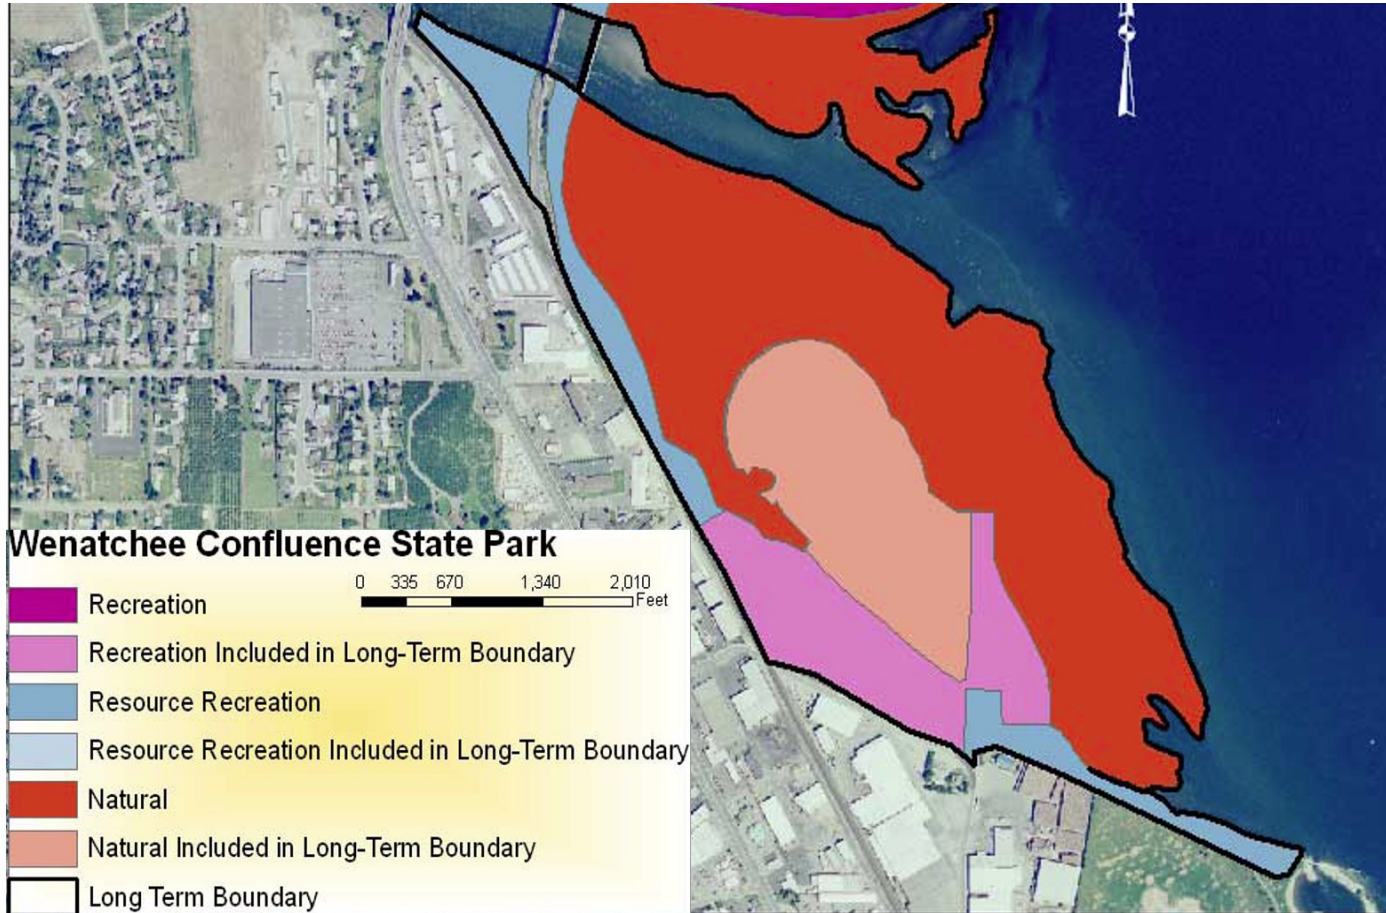 Wenatchee Confluence State Park
0 335 670 1,340 2,010
Feet
Recreation
Recreation Included in Long-Term Boundary
Resource Recreation
Resource Recreation Included in Long-Term Boundary
Natural
Natural Included in Long-Term Boundary
Long Term Boundary